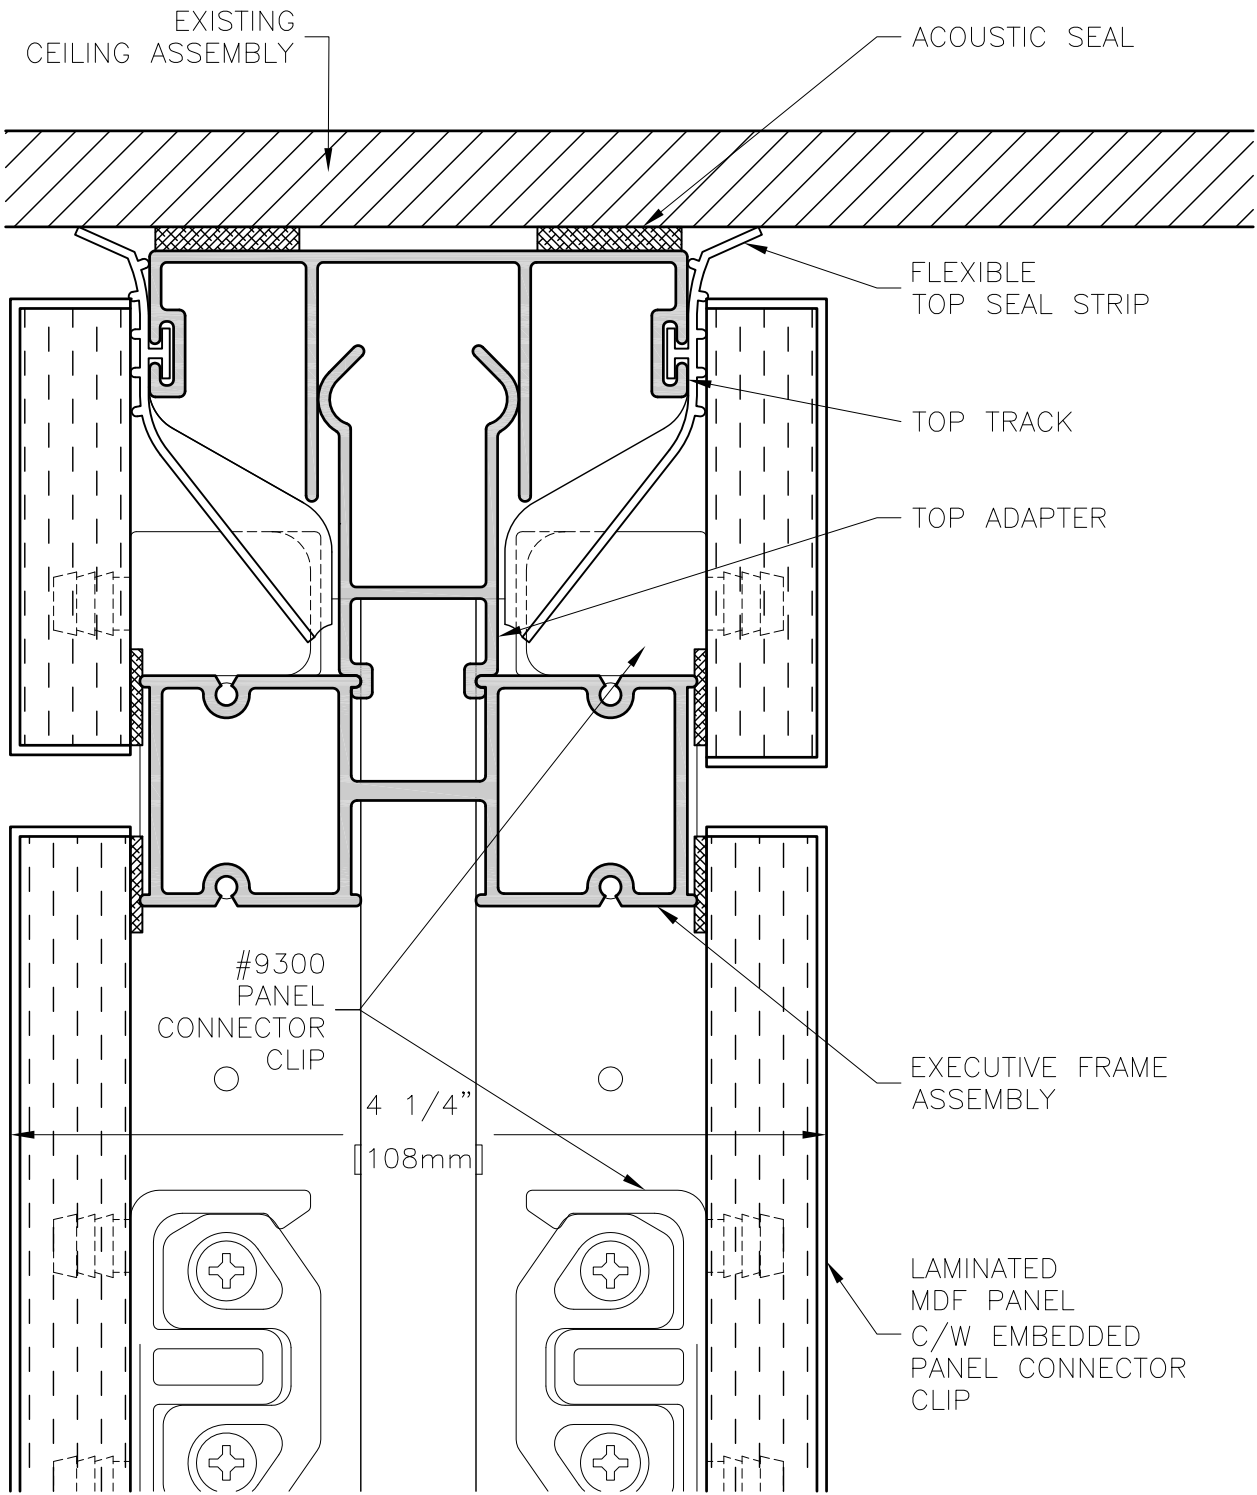 EXISTING
CEILING ASSEMBLY
ACOUSTIC SEAL
FLEXIBLE
TOP SEAL STRIP
TOP TRACK
TOP ADAPTER
#9300
PANEL
CONNECTOR
CLIP
EXECUTIVE FRAME
ASSEMBLY
4 1/4”
108mm
LAMINATED
MDF PANEL
C/W EMBEDDED
PANEL CONNECTOR
CLIP